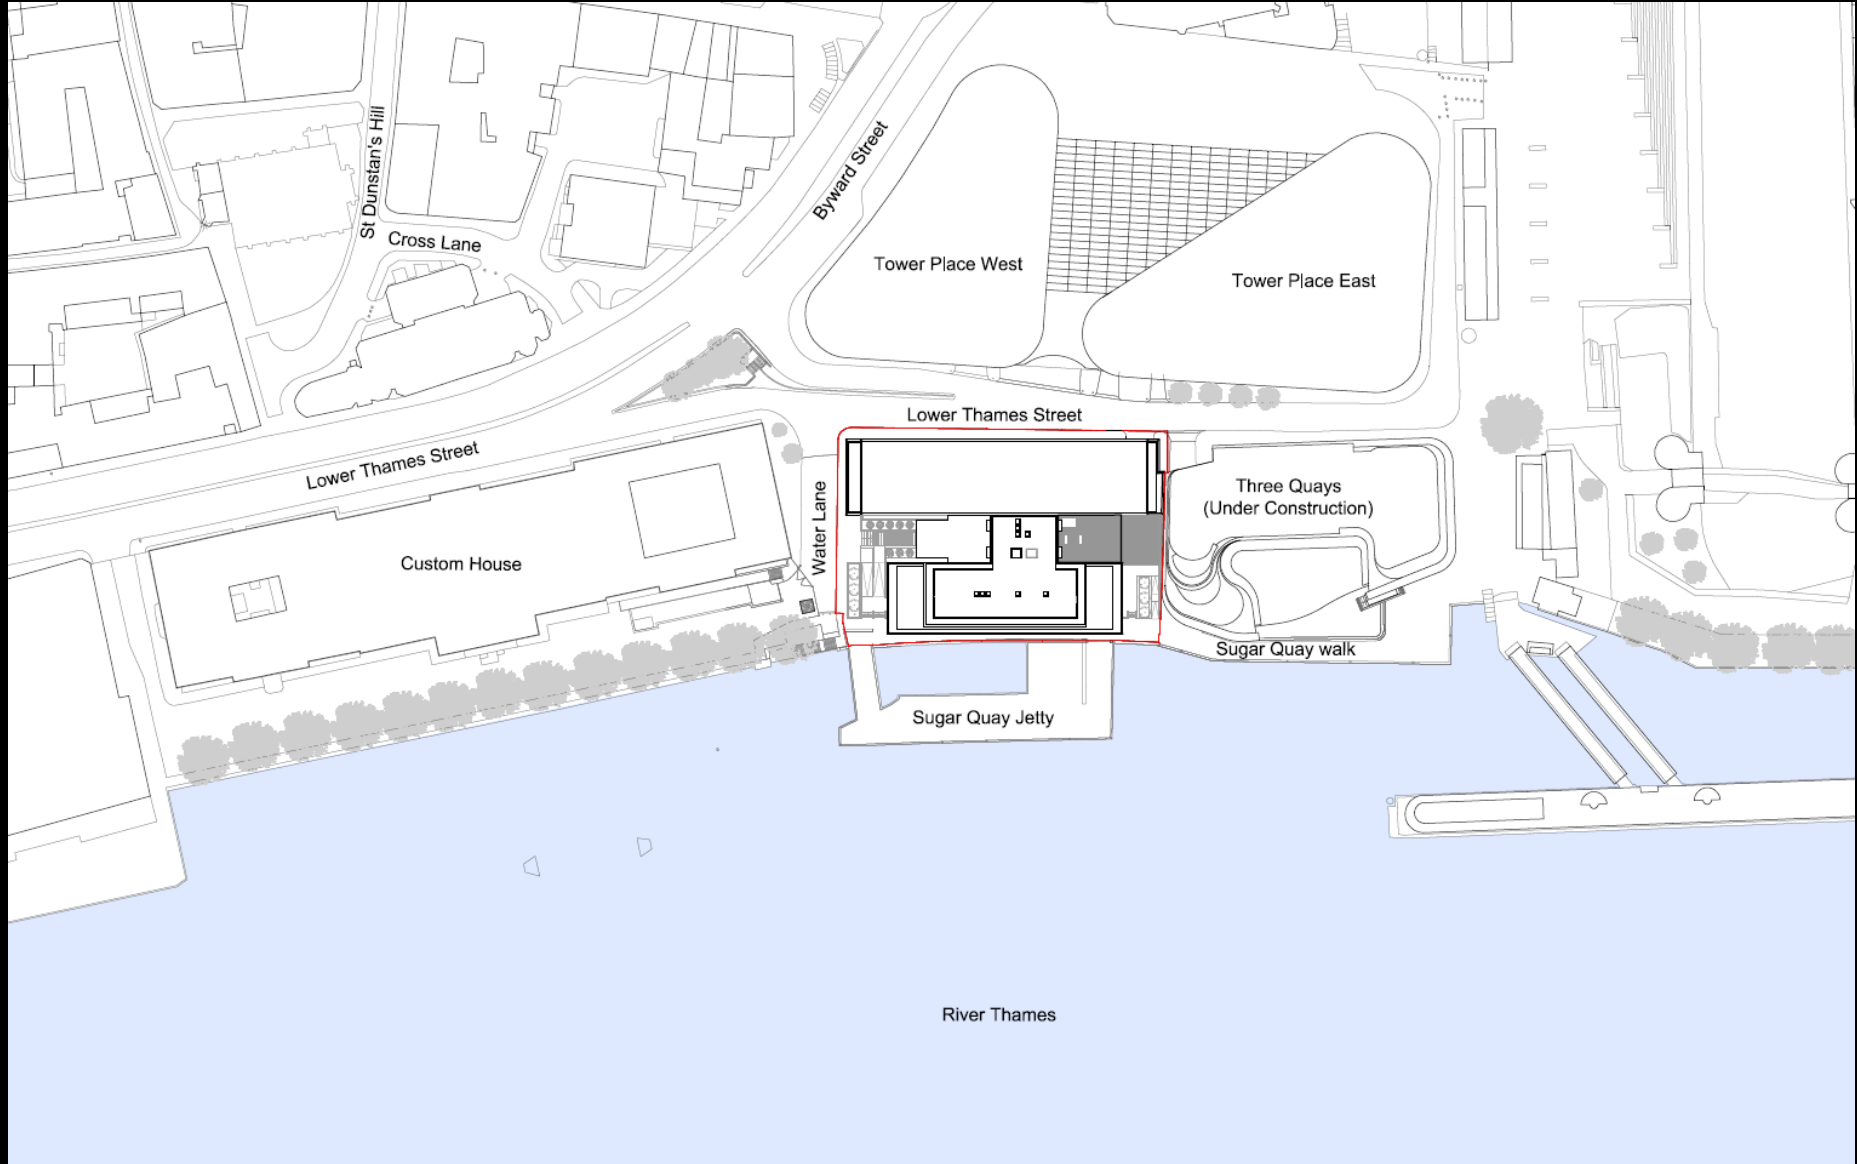 St Dunstan's Hill
Byward Street
Cross Lane
Tower Place West
Tower Place East
Lower Thames Street
Lower Thames Street
Three Quays
(Under Construction)
Water Lane
Custom House
Sugar Quay walk
Sugar Quay Jetty
River Thames